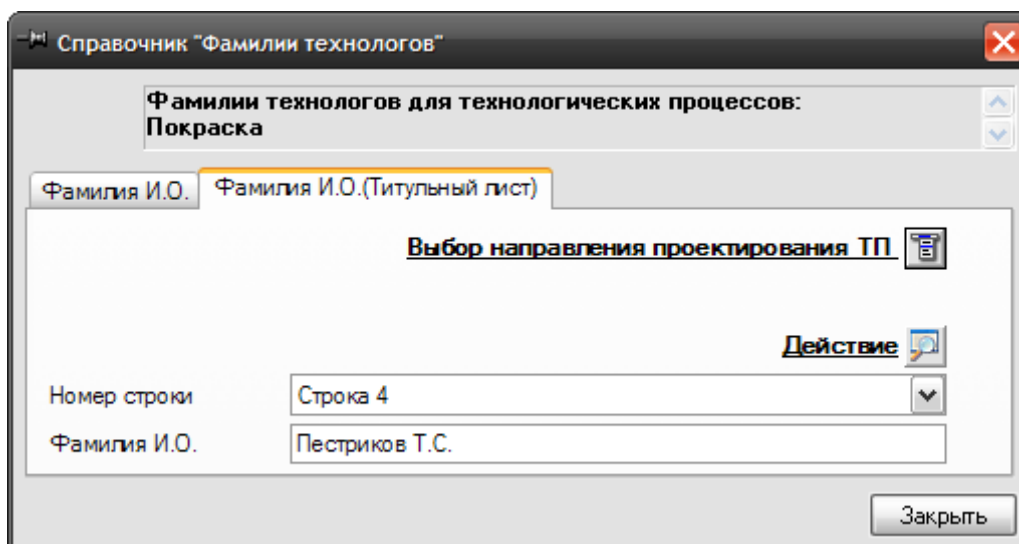 Справочник "Фамилии технологов"
Фамилии технологов для технологических процессов:
Покраска
Фамилия И.О.
Фамилия И.О.(Титульный лист)
Выбор направления проектирования ТП
Действие
Номер строки
Строка 4
Фамилия И.О.
Пестриков Т.С.
Закрыть